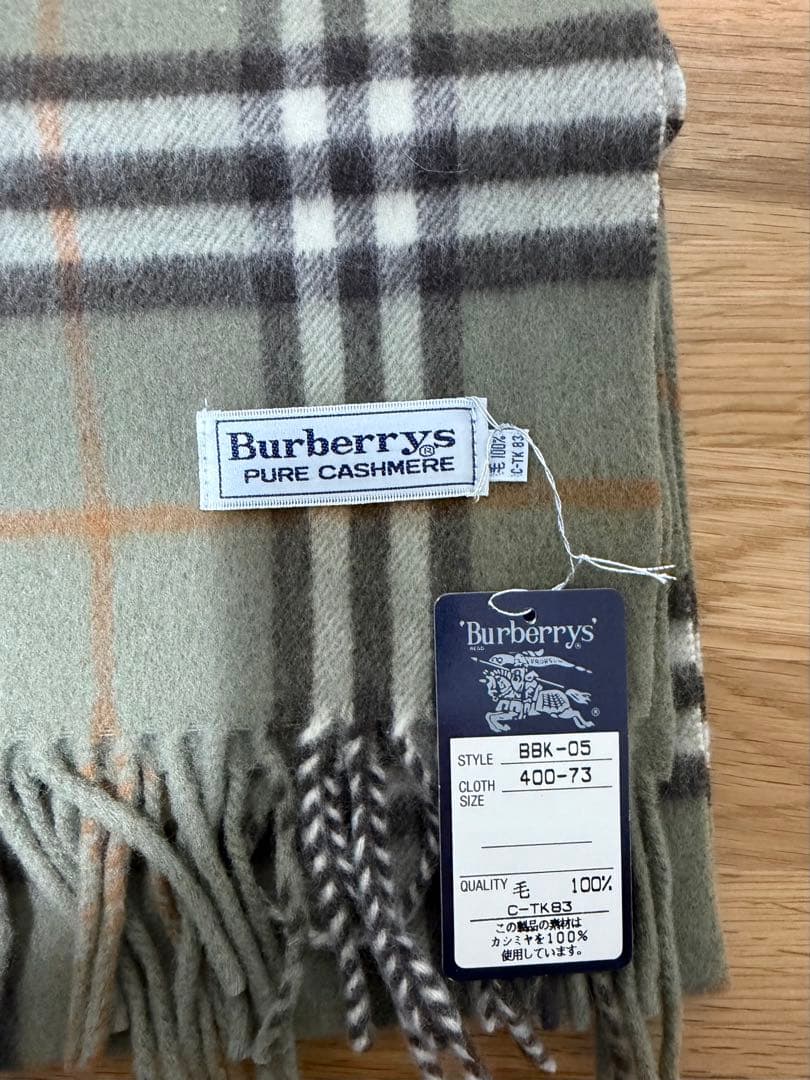 Burberrys®
PURE CASHMERE
毛 100%
C-TK 83
'Burberrys'
REGD ®
PRORSUM
®
STYLE BBK-05
CLOTH 400-73
SIZE
QUALITY 毛 100%
C-TK83
この製品の素材は
カシミヤを100%
使用しています。